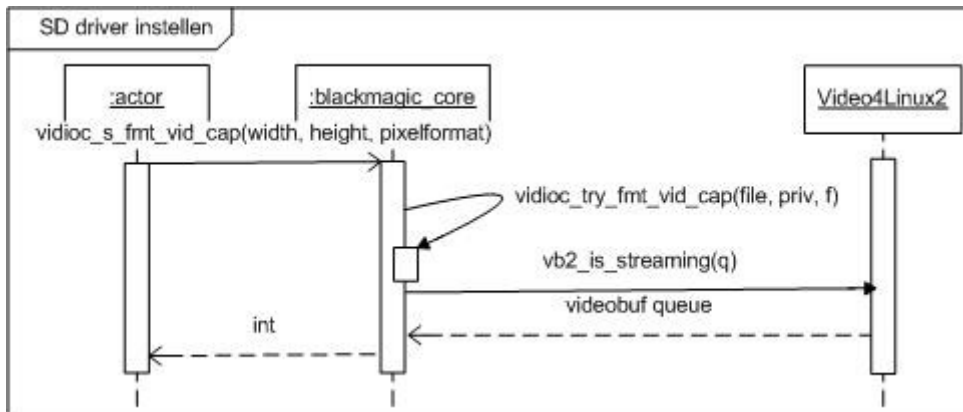 SD driver instellen
:actor
:blackmagic_core
Video4Linux2
vidioc_s_fmt_vid_cap(width, height, pixelformat)
vidioc_try_fmt_vid_cap(file, priv, f)
vb2_is_streaming(q)
videobuf queue
int